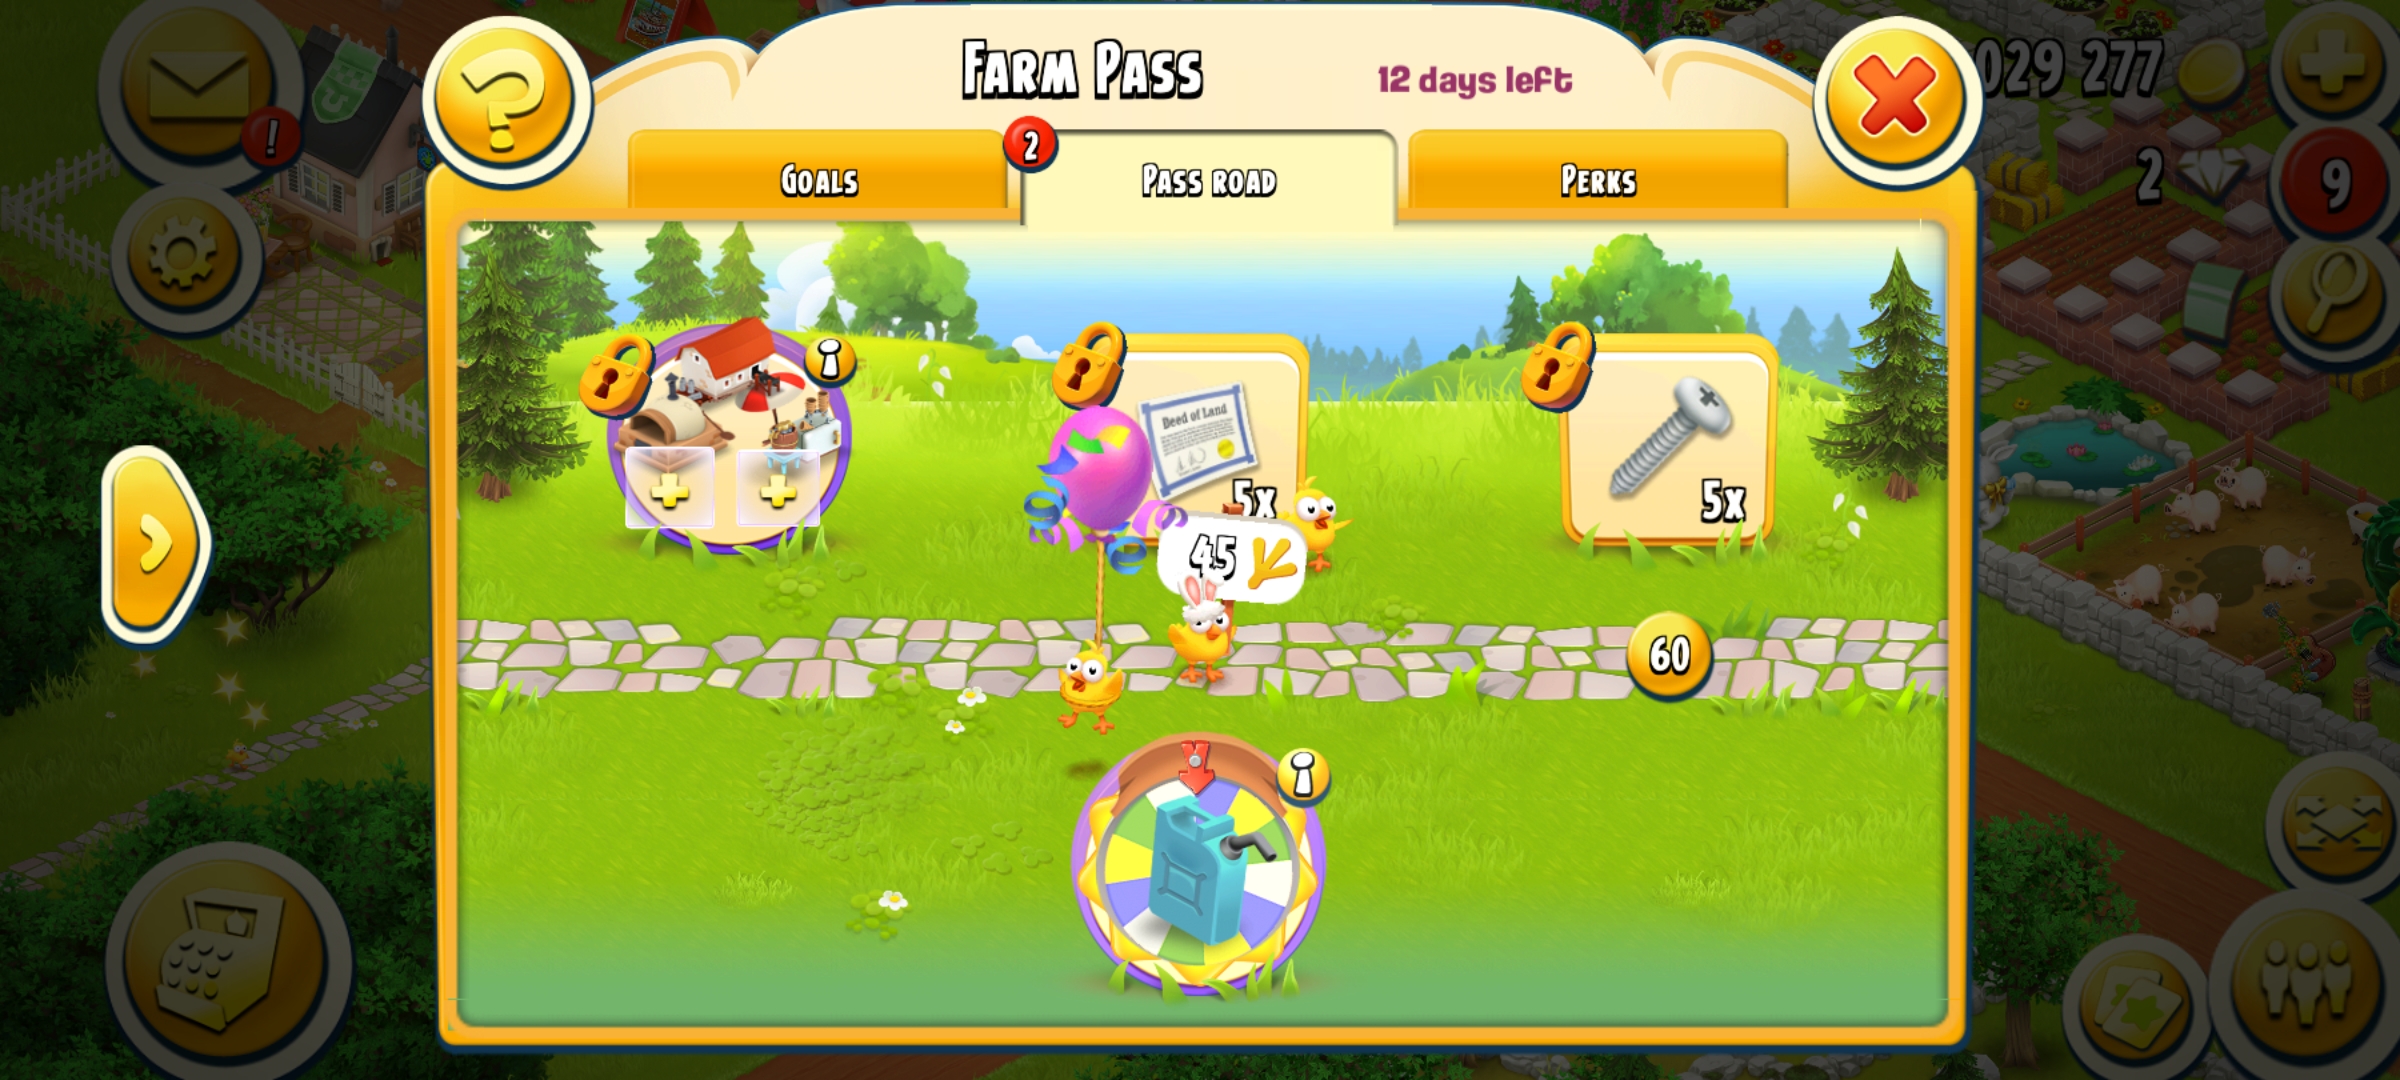 FARM PASS
12 days left
029 277
GOALS
2
PASS ROAD
PERKS
2
9
Deed of Land
5x
5x
45
60